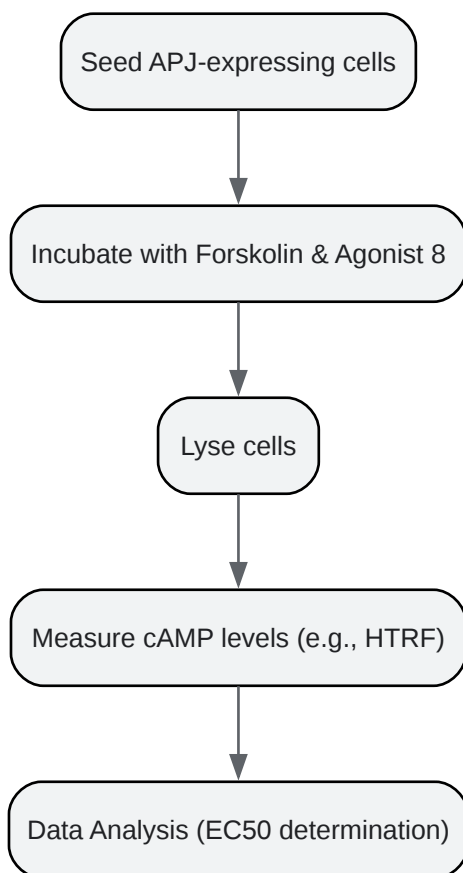 Seed APJ-expressing cells
Incubate with Forskolin & Agonist 8
Lyse cells
Measure cAMP levels (e.g., HTRF)
Data Analysis (EC50 determination)